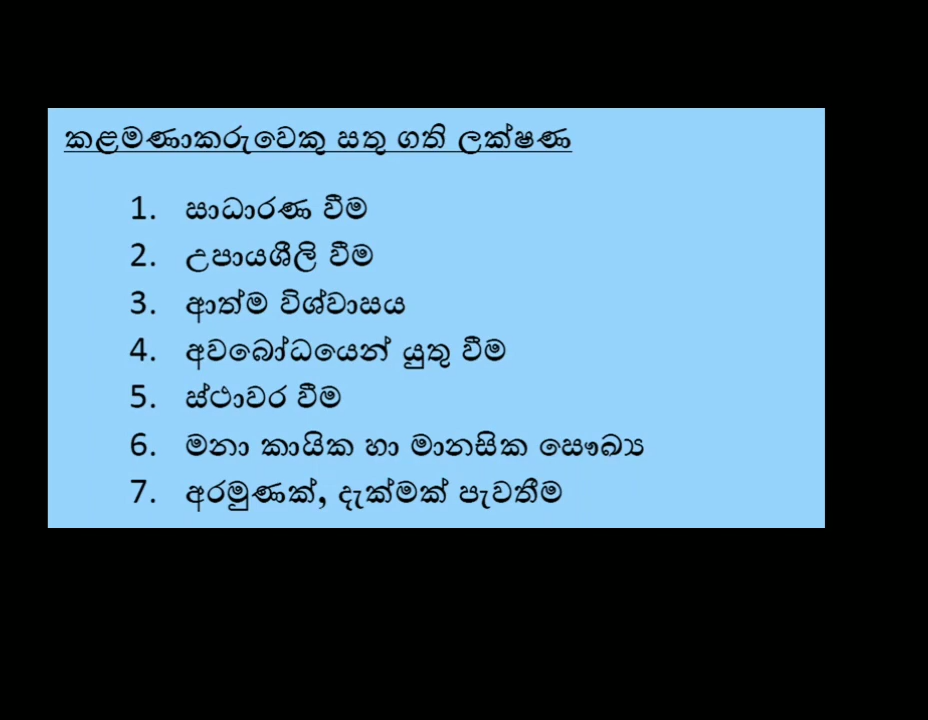 කළමණාකරුවෙකු සතු ගති ලක්ෂණ
1. සාධාරණ වීම
2. උපායශීලි වීම
3. ආත්ම විශ්වාසය
4. අවබෝධයෙන් යුතු වීම
5. ස්ථාවර වීම
6. මනා කායික හා මානසික සෞඛ්‍ය
7. අරමුණක්, දැක්මක් පැවතීම